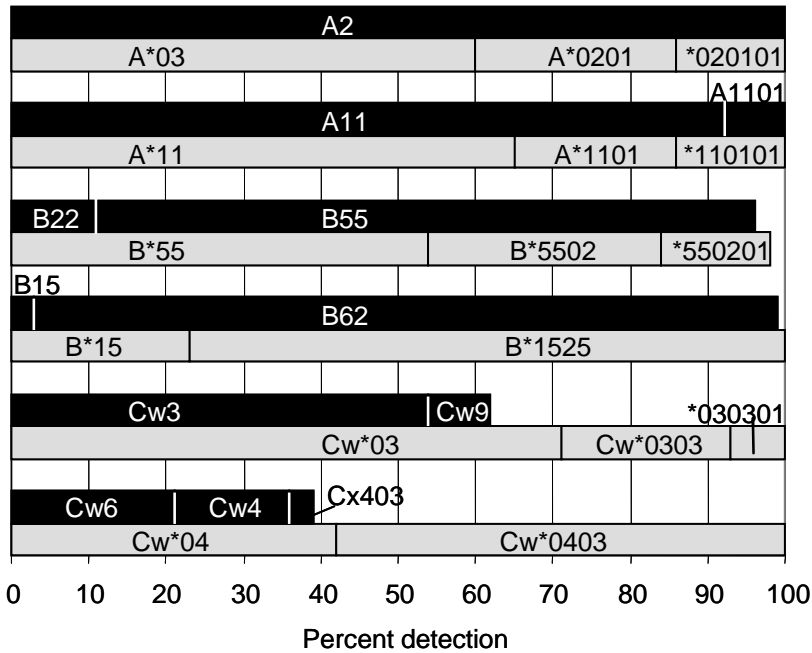 A2
A*03 A*0201 *020101
A1101
A11
A*11 A*1101 *110101
B22 B55
B*55 B*5502 *550201
B15
B62
B*15 B*1525
Cw3 Cw9 *030301
Cw*03 Cw*0303
Cw6 Cw4 Cx403
Cw*04 Cw*0403
0 10 20 30 40 50 60 70 80 90 100
Percent detection